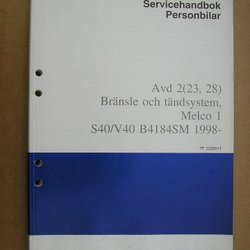 Servicehandbok
Personbilar
Avd 2(23, 28)
Bränsle och tändsystem,
Melco 1
S40/V40 B4184SM 1998-